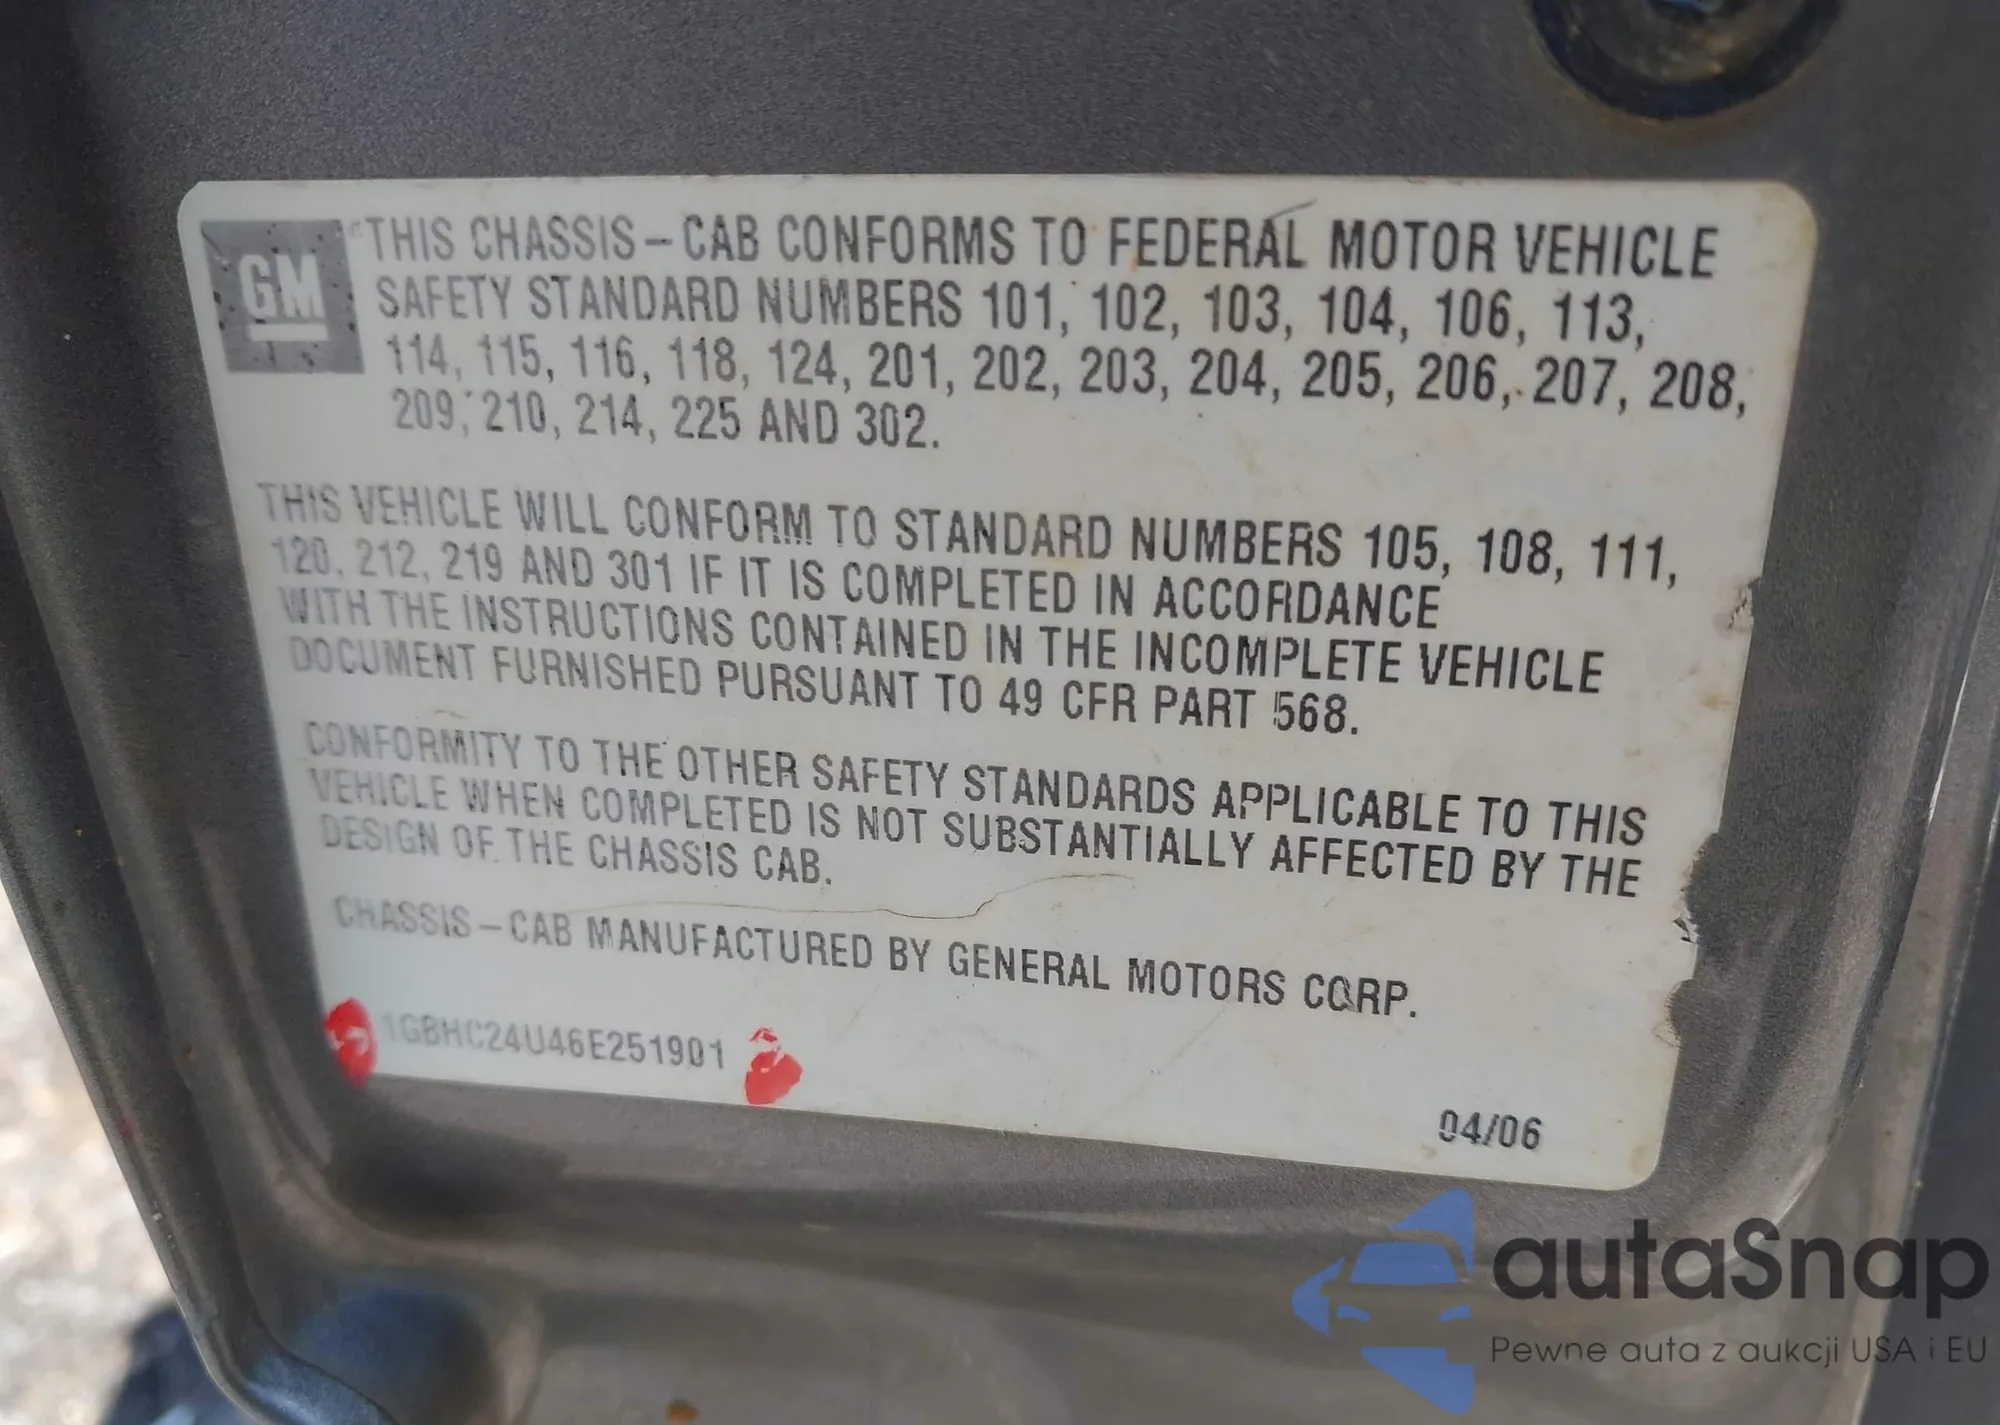 GM
THIS CHASSIS-CAB CONFORMS TO FEDERAL MOTOR VEHICLE
SAFETY STANDARD NUMBERS 101, 102, 103, 104, 106, 113,
114, 115, 116, 118, 124, 201, 202, 203, 204, 205, 206, 207, 208,
209, 210, 214, 225 AND 302.
THIS VEHICLE WILL CONFORM TO STANDARD NUMBERS 105, 108, 111,
120, 212, 219 AND 301 IF IT IS COMPLETED IN ACCORDANCE
WITH THE INSTRUCTIONS CONTAINED IN THE INCOMPLETE VEHICLE
DOCUMENT FURNISHED PURSUANT TO 49 CFR PART 568.
CONFORMITY TO THE OTHER SAFETY STANDARDS APPLICABLE TO THIS
VEHICLE WHEN COMPLETED IS NOT SUBSTANTIALLY AFFECTED BY THE
DESIGN OF THE CHASSIS CAB.
CHASSIS-CAB MANUFACTURED BY GENERAL MOTORS CORP.
1GBHC24U46E251901
04/06
autaSnap
Pewne auta z aukcji USA i EU